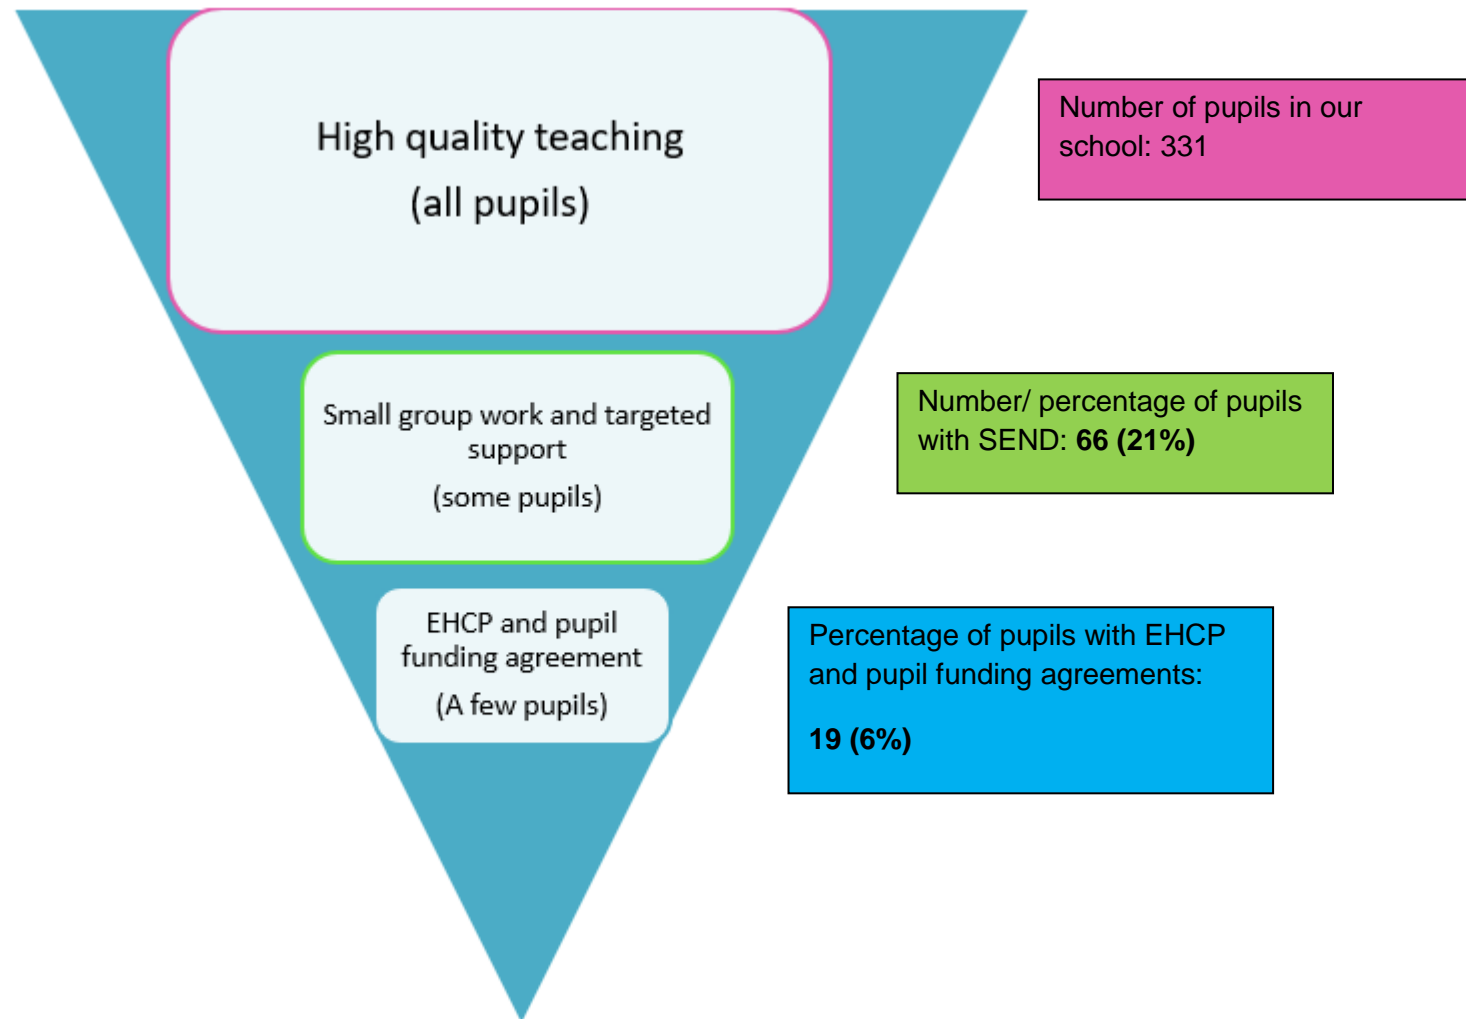 High quality teaching
(all pupils)
Number of pupils in our
school: 331
Small group work and targeted
support
(some pupils)
Number/ percentage of pupils
with SEND: 66 (21%)
EHCP and pupil
funding agreement
(A few pupils)
Percentage of pupils with EHCP
and pupil funding agreements:
19 (6%)